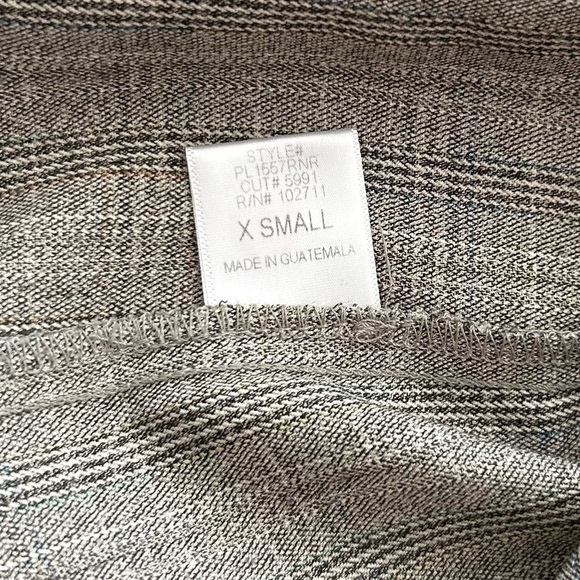 STYLE#
PL1557RNR
CUT# 5991
R/N# 102711
X SMALL
MADE IN GUATEMALA